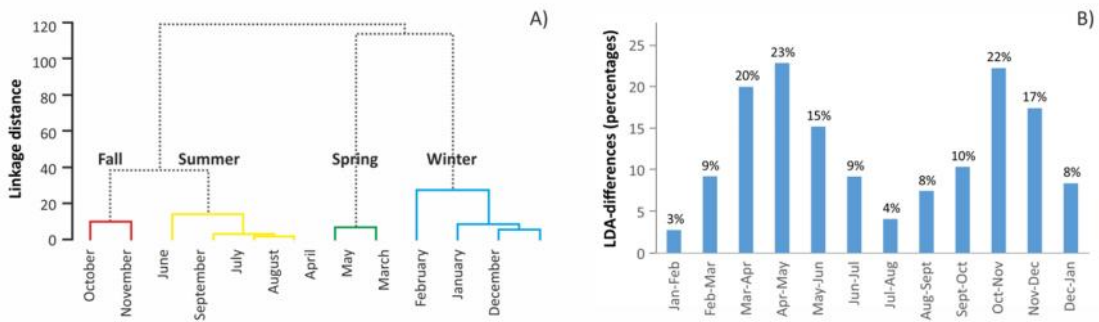 A)
Linkage distance
120
100
80
60
40
20
0
Fall
Summer
Spring
Winter
October
November
June
September
July
August
April
May
March
February
January
December
B)
LDA-differences (percentages)
25
20
15
10
5
0
3%
9%
20%
23%
15%
9%
4%
8%
10%
22%
17%
8%
Jan-Feb
Feb-Mar
Mar-Apr
Apr-May
May-Jun
Jun-Jul
Jul-Aug
Aug-Sept
Sept-Oct
Oct-Nov
Nov-Dec
Dec-Jan